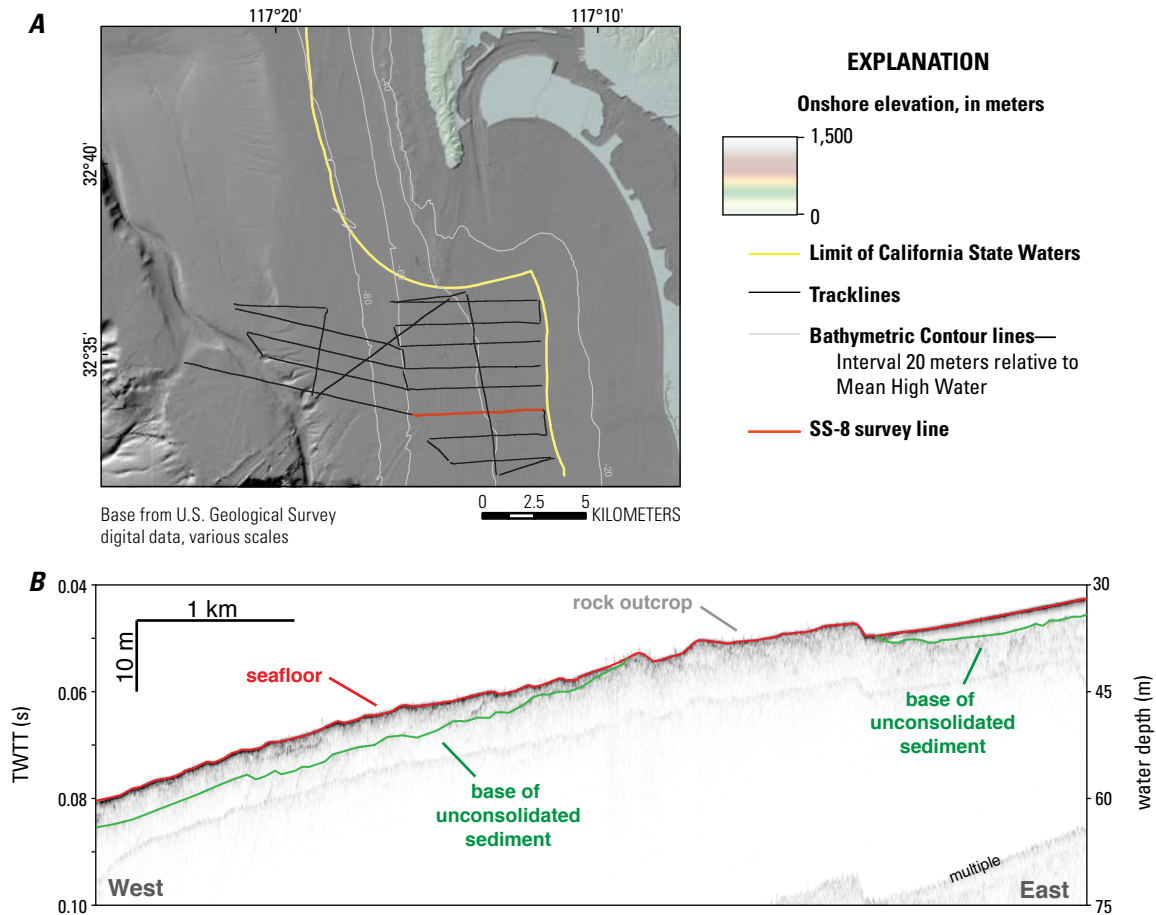 A
117°20'
117°10'
32°40'
32°35'
-40
-60
-80
-20
Base from U.S. Geological Survey
digital data, various scales
0 2.5 5 KILOMETERS
EXPLANATION
Onshore elevation, in meters
1,500
0
Limit of California State Waters
Tracklines
Bathymetric Contour lines—
Interval 20 meters relative to
Mean High Water
SS-8 survey line
B
0.04
0.06
0.08
0.10
TWTT (s)
30
45
60
75
water depth (m)
1 km
10 m
seafloor
rock outcrop
base of
unconsolidated
sediment
base of
unconsolidated
sediment
multiple
West
East